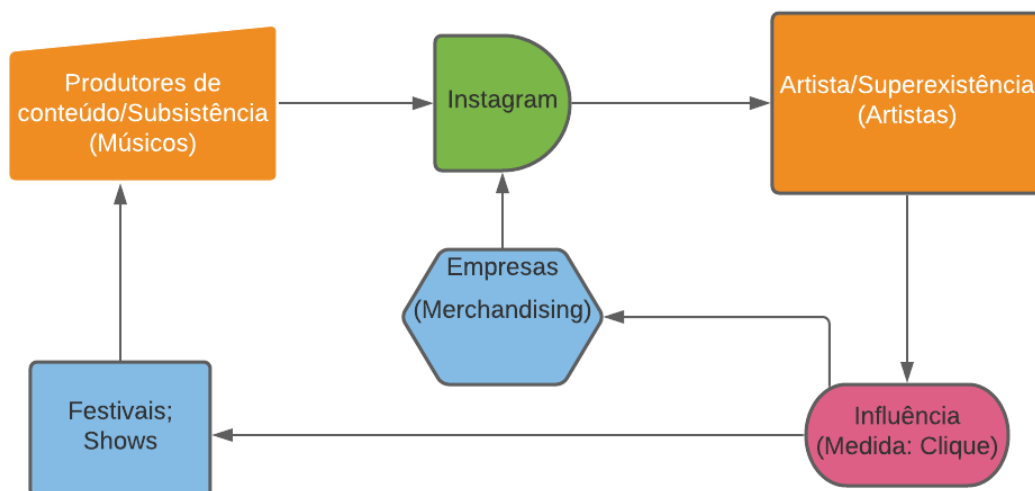 Produtores de
conteúdo/Subsistência
(Músicos)
Instagram
Artista/Superexistência
(Artistas)
Empresas
(Merchandising)
Festivais;
Shows
Influência
(Medida: Clique)